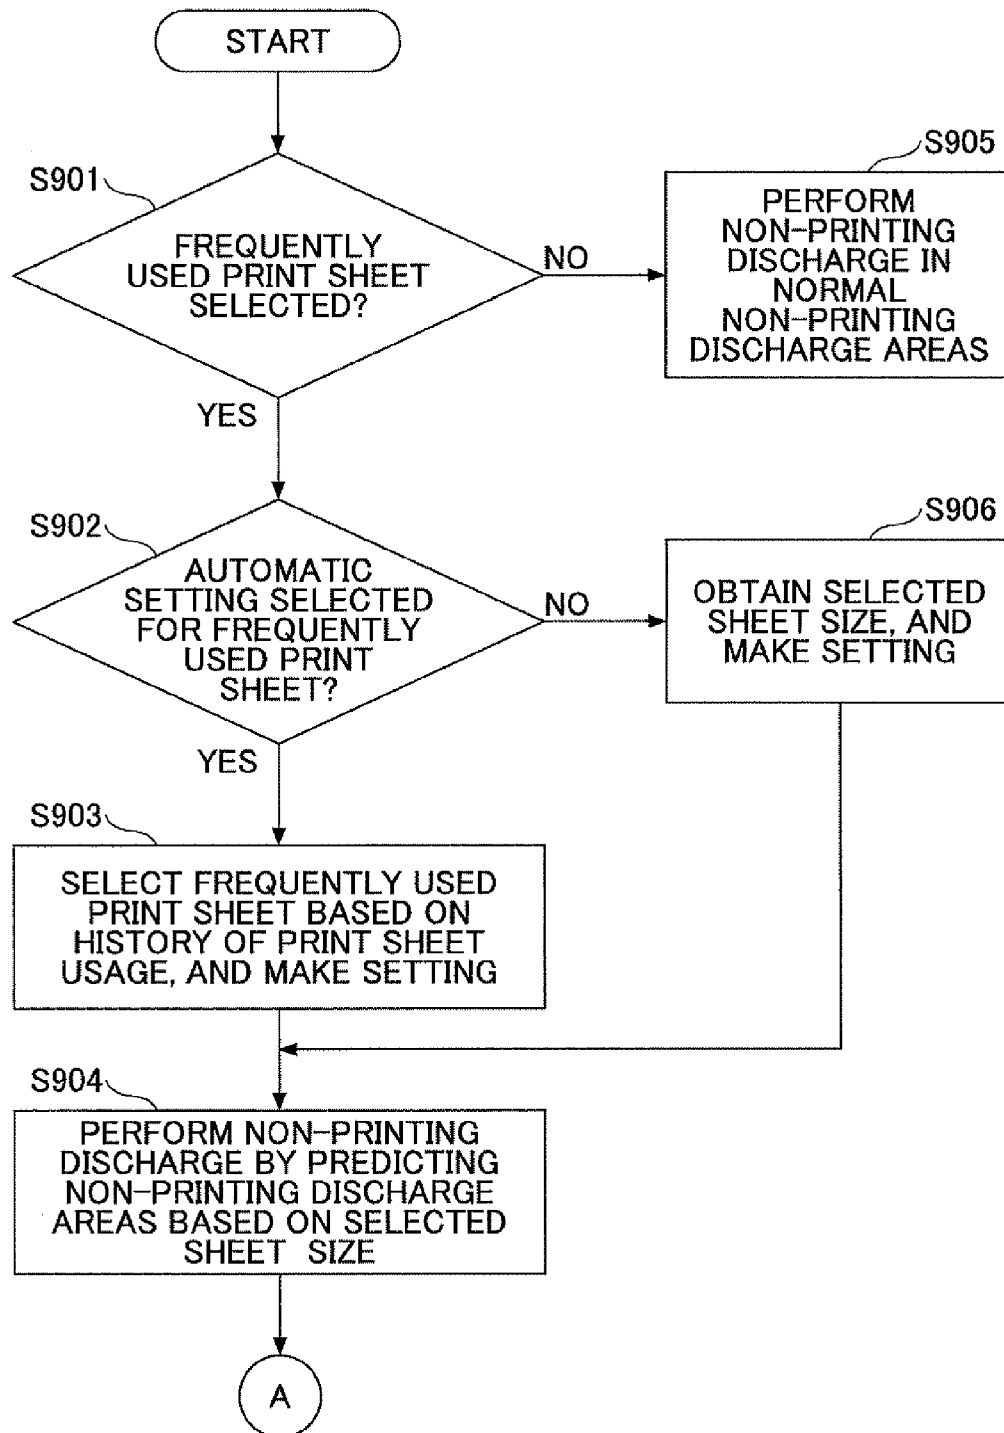 START
S901
FREQUENTLY
USED PRINT SHEET
SELECTED?
NO
YES
S905
PERFORM
NON-PRINTING
DISCHARGE IN
NORMAL
NON-PRINTING
DISCHARGE AREAS
S902
AUTOMATIC
SETTING SELECTED
FOR FREQUENTLY
USED PRINT
SHEET?
NO
YES
S906
OBTAIN SELECTED
SHEET SIZE, AND
MAKE SETTING
S903
SELECT FREQUENTLY USED
PRINT SHEET BASED ON
HISTORY OF PRINT SHEET
USAGE, AND MAKE SETTING
S904
PERFORM NON-PRINTING
DISCHARGE BY PREDICTING
NON-PRINTING DISCHARGE
AREAS BASED ON SELECTED
SHEET SIZE
A